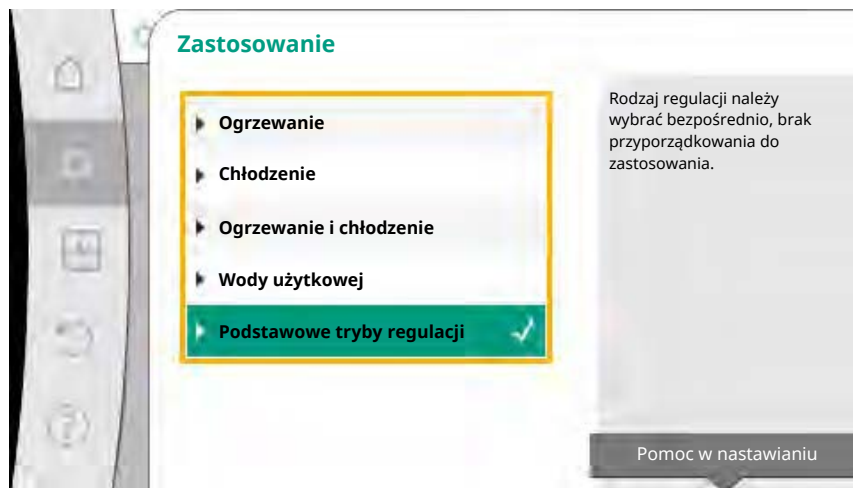 Zastosowanie
Ogrzewanie
Chłodzenie
Ogrzewanie i chłodzenie
Wody użytkowej
Podstawowe tryby regulacji
Rodzaj regulacji należy
wybrać bezpośrednio, brak
przyporządkowania do
zastosowania.
Pomoc w nastawianiu